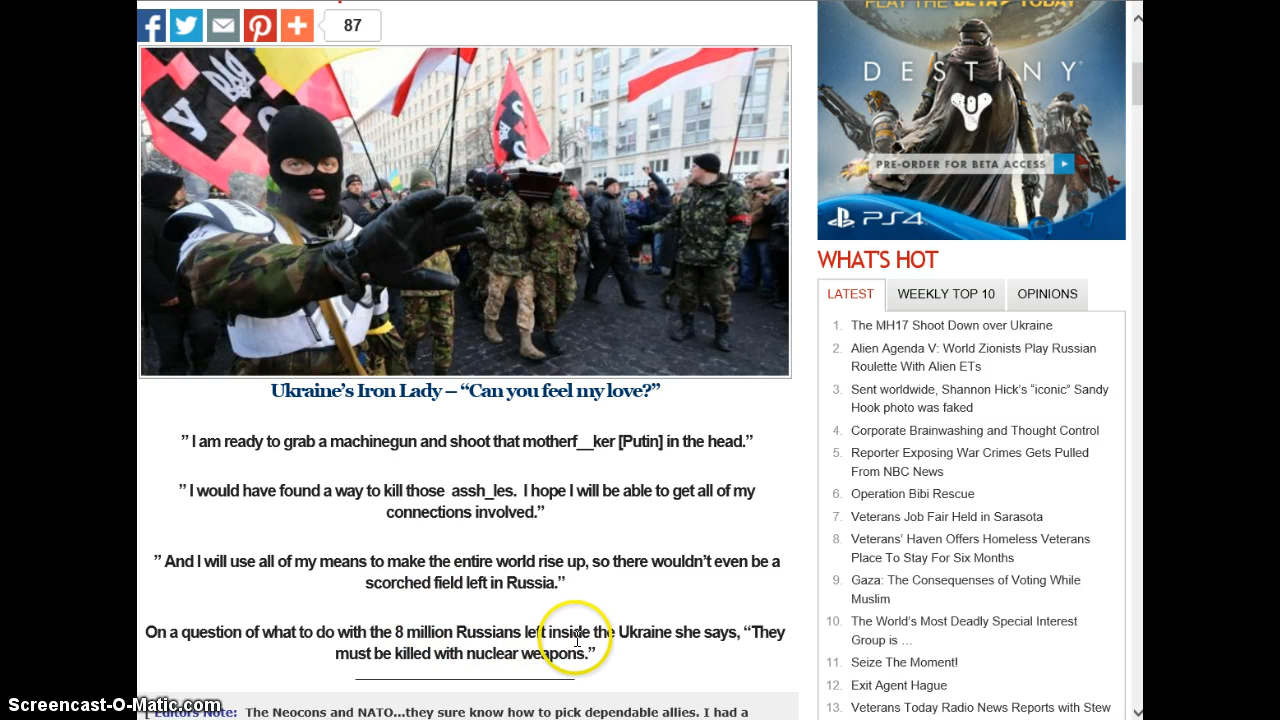 PLAY THE BETA TODAY
87
У
DESTINY
PRE-ORDER FOR BETA ACCESS
PS4
Ukraine’s Iron Lady – “Can you feel my love?”
” I am ready to grab a machinegun and shoot that motherf__ker [Putin] in the head.”
” I would have found a way to kill those assh_les. I hope I will be able to get all of my
connections involved.”
” And I will use all of my means to make the entire world rise up, so there wouldn’t even be a
scorched field left in Russia.”
On a question of what to do with the 8 million Russians left inside the Ukraine she says, “They
must be killed with nuclear weapons.”
[ Editors Note: The Neocons and NATO…they sure know how to pick dependable allies. I had a
WHAT'S HOT
LATEST WEEKLY TOP 10 OPINIONS
1. The MH17 Shoot Down over Ukraine
2. Alien Agenda V: World Zionists Play Russian
Roulette With Alien ETs
3. Sent worldwide, Shannon Hick’s “iconic” Sandy
Hook photo was faked
4. Corporate Brainwashing and Thought Control
5. Reporter Exposing War Crimes Gets Pulled
From NBC News
6. Operation Bibi Rescue
7. Veterans Job Fair Held in Sarasota
8. Veterans’ Haven Offers Homeless Veterans
Place To Stay For Six Months
9. Gaza: The Consequenses of Voting While
Muslim
10. The World’s Most Deadly Special Interest
Group is ...
11. Seize The Moment!
12. Exit Agent Hague
13. Veterans Today Radio News Reports with Stew
Screencast-O-Matic.com